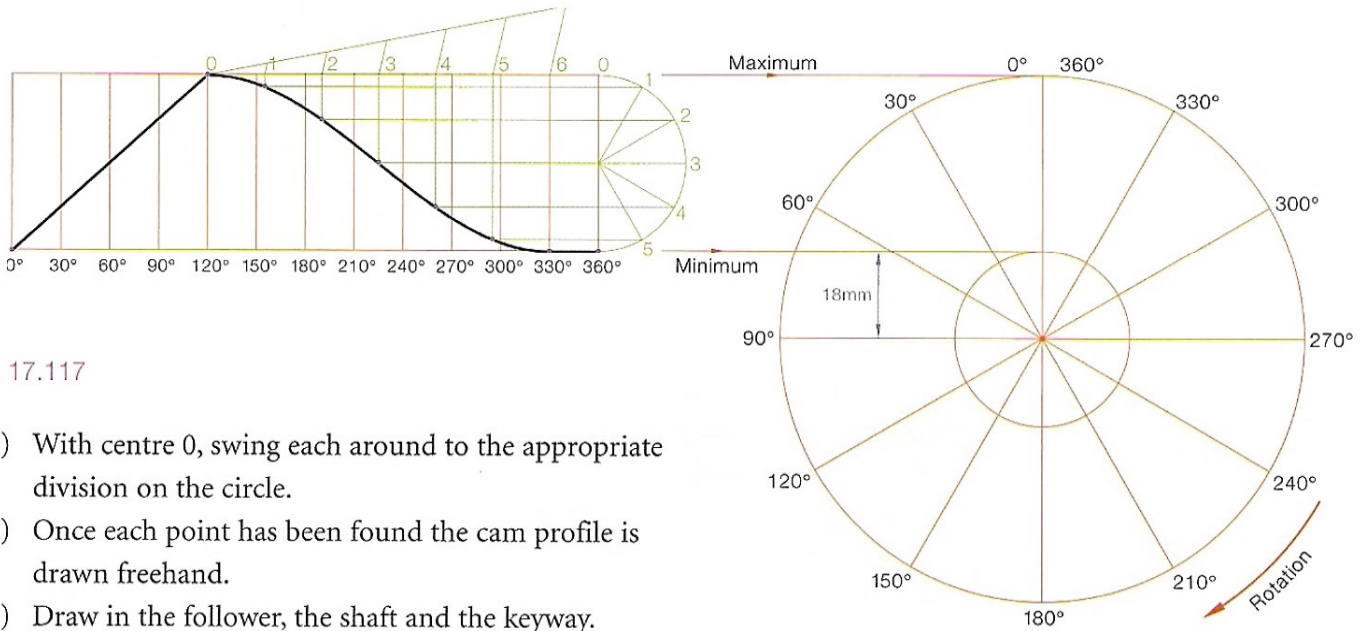 0 1 2 3 4 5 6 0
1
2
3
4
5
0° 30° 60° 90° 120° 150° 180° 210° 240° 270° 300° 330° 360°
Maximum
Minimum
18mm
0° 360°
30° 330°
60° 300°
90° 270°
120° 240°
150° 210°
180°
Rotation
17.117
) With centre 0, swing each around to the appropriate
division on the circle.
) Once each point has been found the cam profile is
drawn freehand.
) Draw in the follower, the shaft and the keyway.